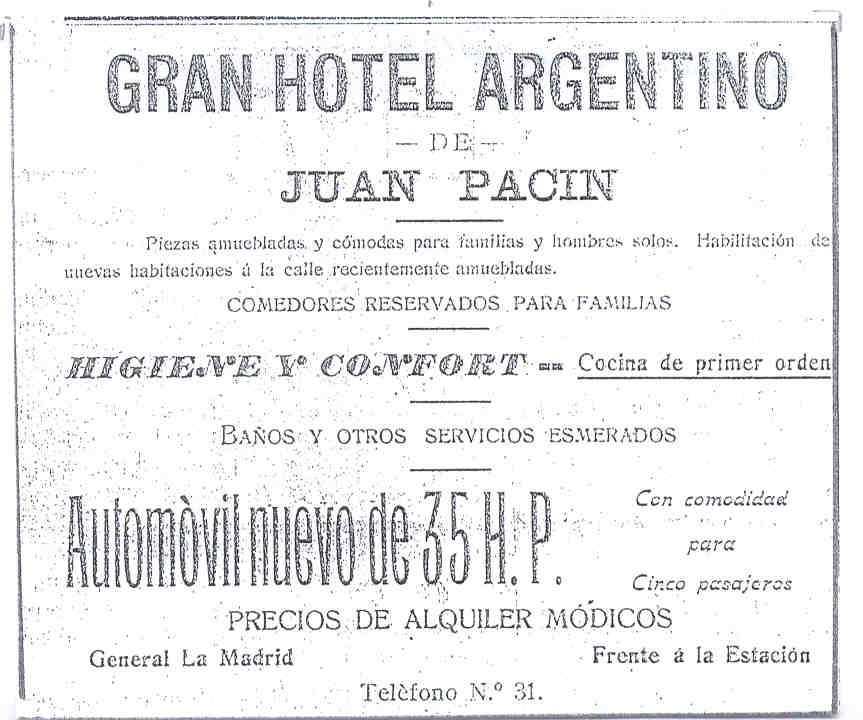 GRAN HOTEL ARGENTINO
— DE —
JUAN PACIN
Piezas amuebladas y cómodas para familias y hombres solos. Habilitación de
nuevas habitaciones á la calle recientemente amuebladas.
COMEDORES RESERVADOS PARA FAMILIAS
HIGIENE Y CONFORT -- Cocina de primer orden
BAÑOS Y OTROS SERVICIOS ESMERADOS
Automòvil nuevo de 35 H. P.
Con comodidad
para
Cinco pasajeros
PRECIOS DE ALQUILER MÓDICOS
General La Madrid
Frente á la Estación
Telèfono N.º 31.